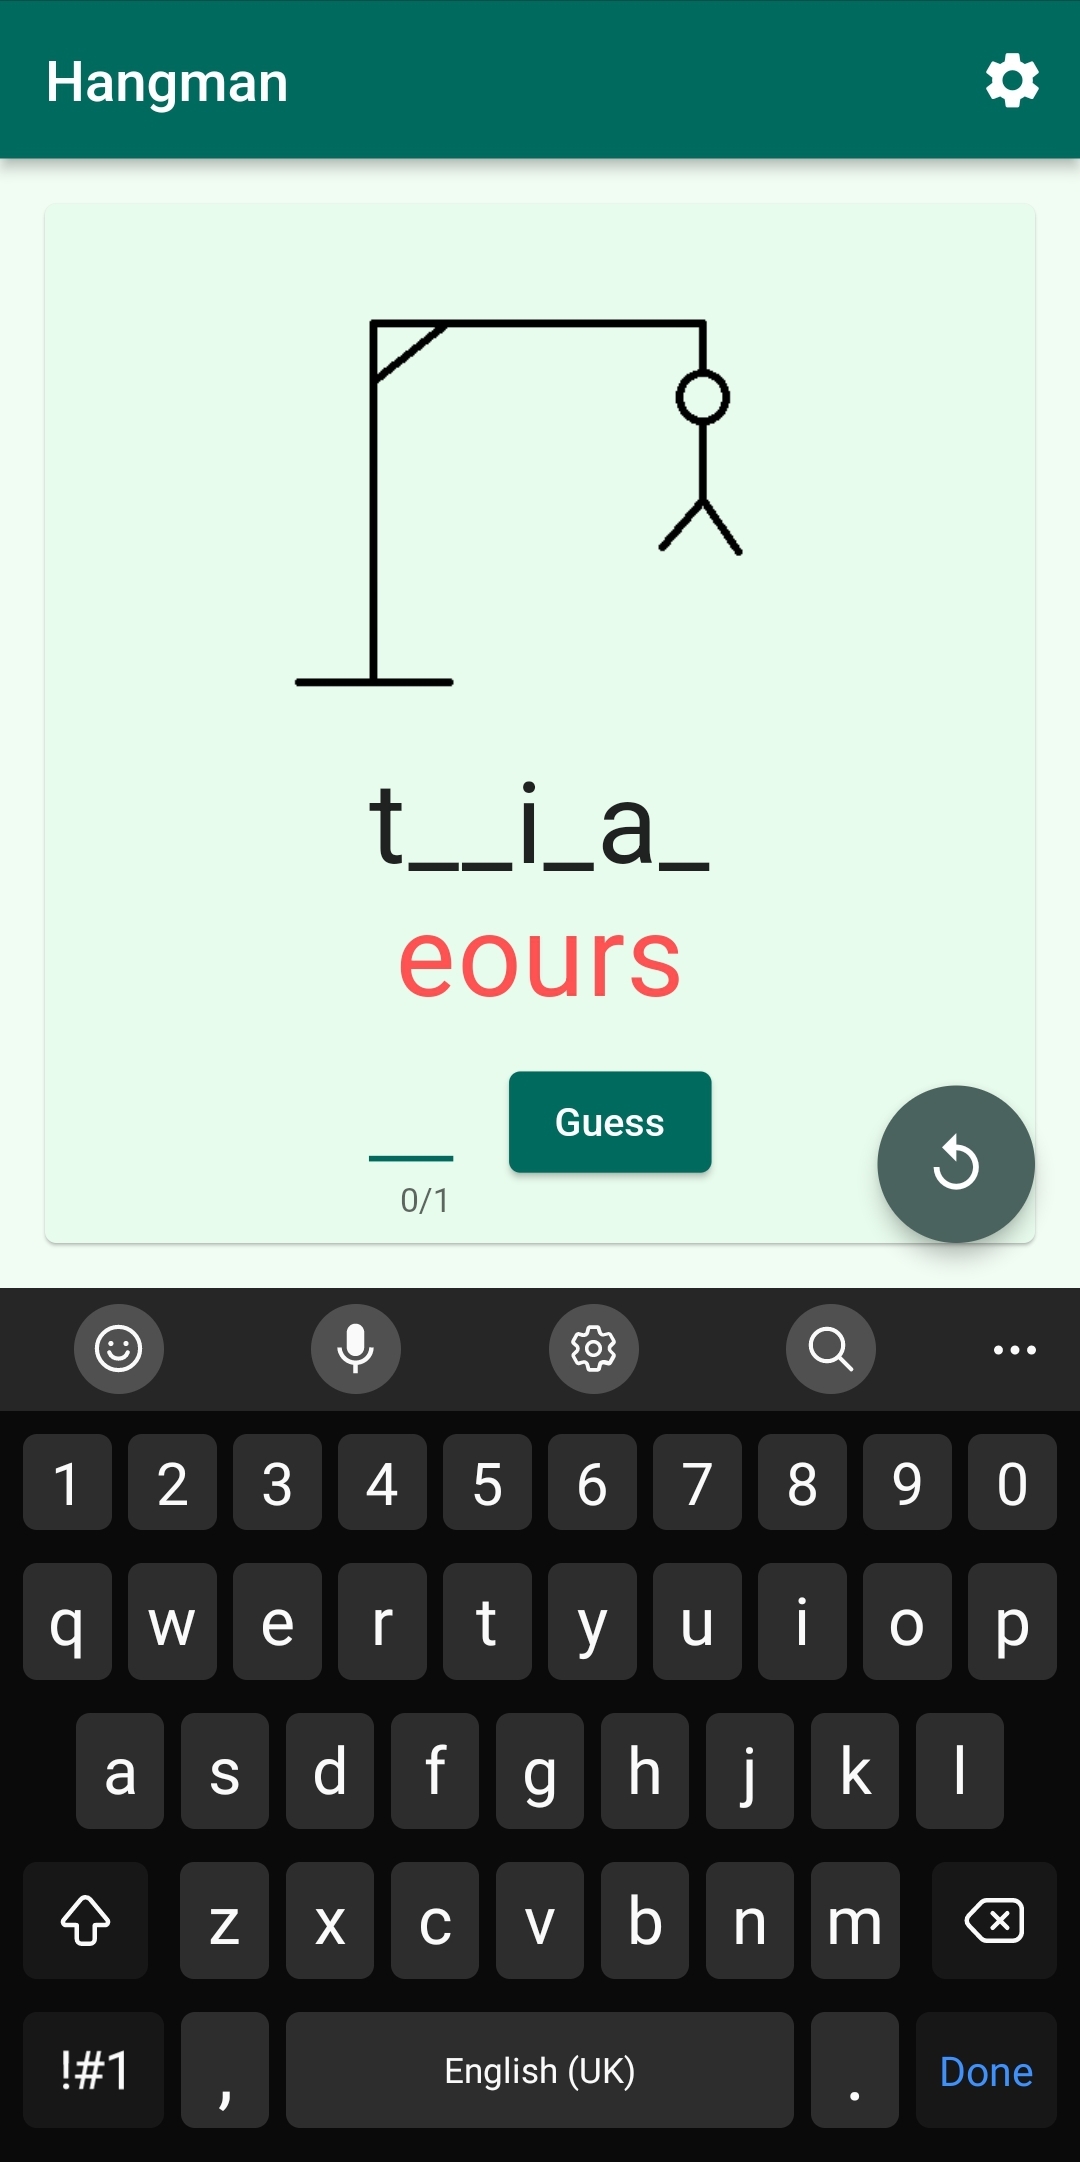 Hangman
t__i_a_
eours
Guess
0/1
1 2 3 4 5 6 7 8 9 0
q w e r t y u i o p
a s d f g h j k l
z x c v b n m
!#1 , English (UK) . Done